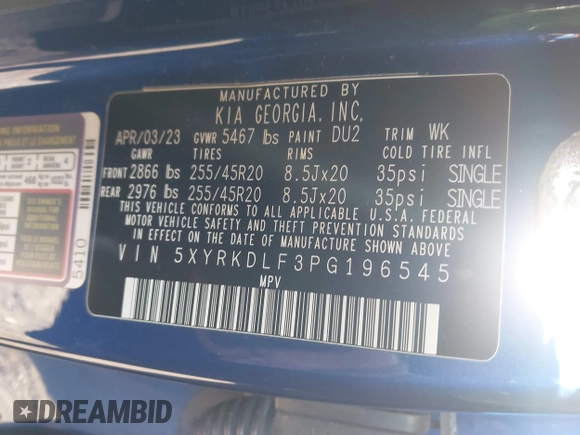 MANUFACTURED BY
KIA GEORGIA, INC.
APR/03/23 GVWR 5467 lbs PAINT DU2 TRIM WK
GAWR TIRES RIMS COLD TIRE INFL
FRONT 2866 lbs 255/45R20 8.5Jx20 35psi SINGLE
REAR 2976 lbs 255/45R20 8.5Jx20 35psi SINGLE
THIS VEHICLE CONFORMS TO ALL APPLICABLE U.S.A. FEDERAL
MOTOR VEHICLE SAFETY AND THEFT PREVENTION STANDARDS
IN EFFECT ON THE DATE OF MANUFACTURE SHOWN ABOVE.
VIN 5XYRKDLF3PG196545
MPV
5410
DREAMBID